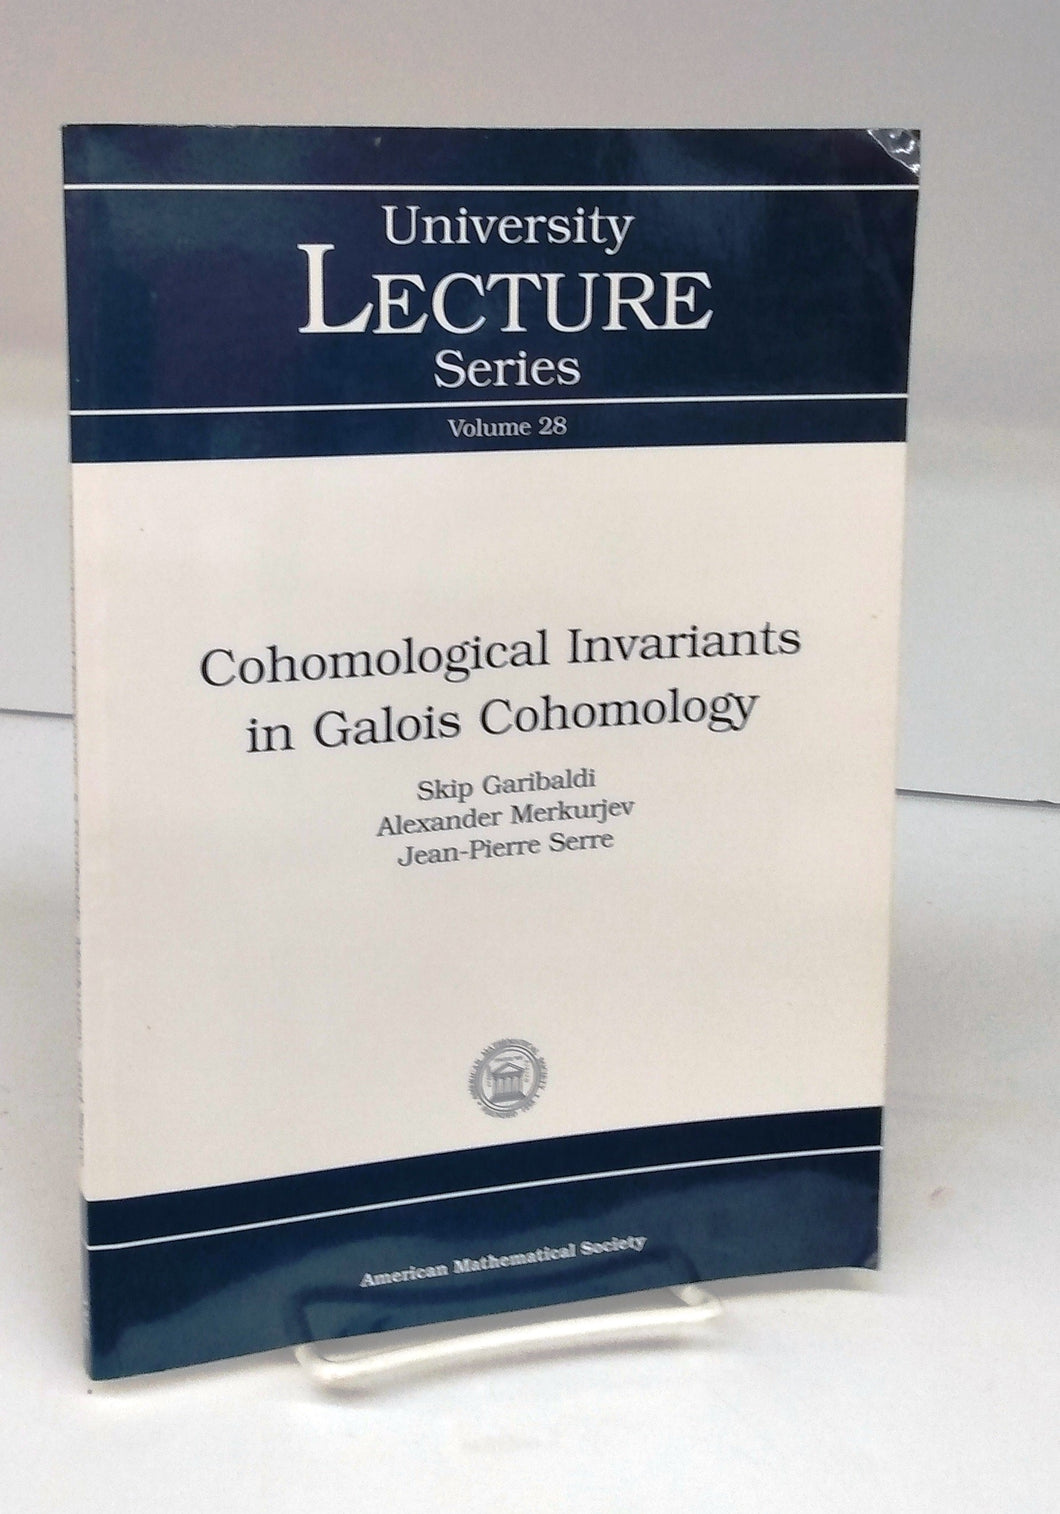 University
LECTURE
Series
Volume 28
Cohomological Invariants
in Galois Cohomology
Skip Garibaldi
Alexander Merkurjev
Jean-Pierre Serre
American Mathematical Society